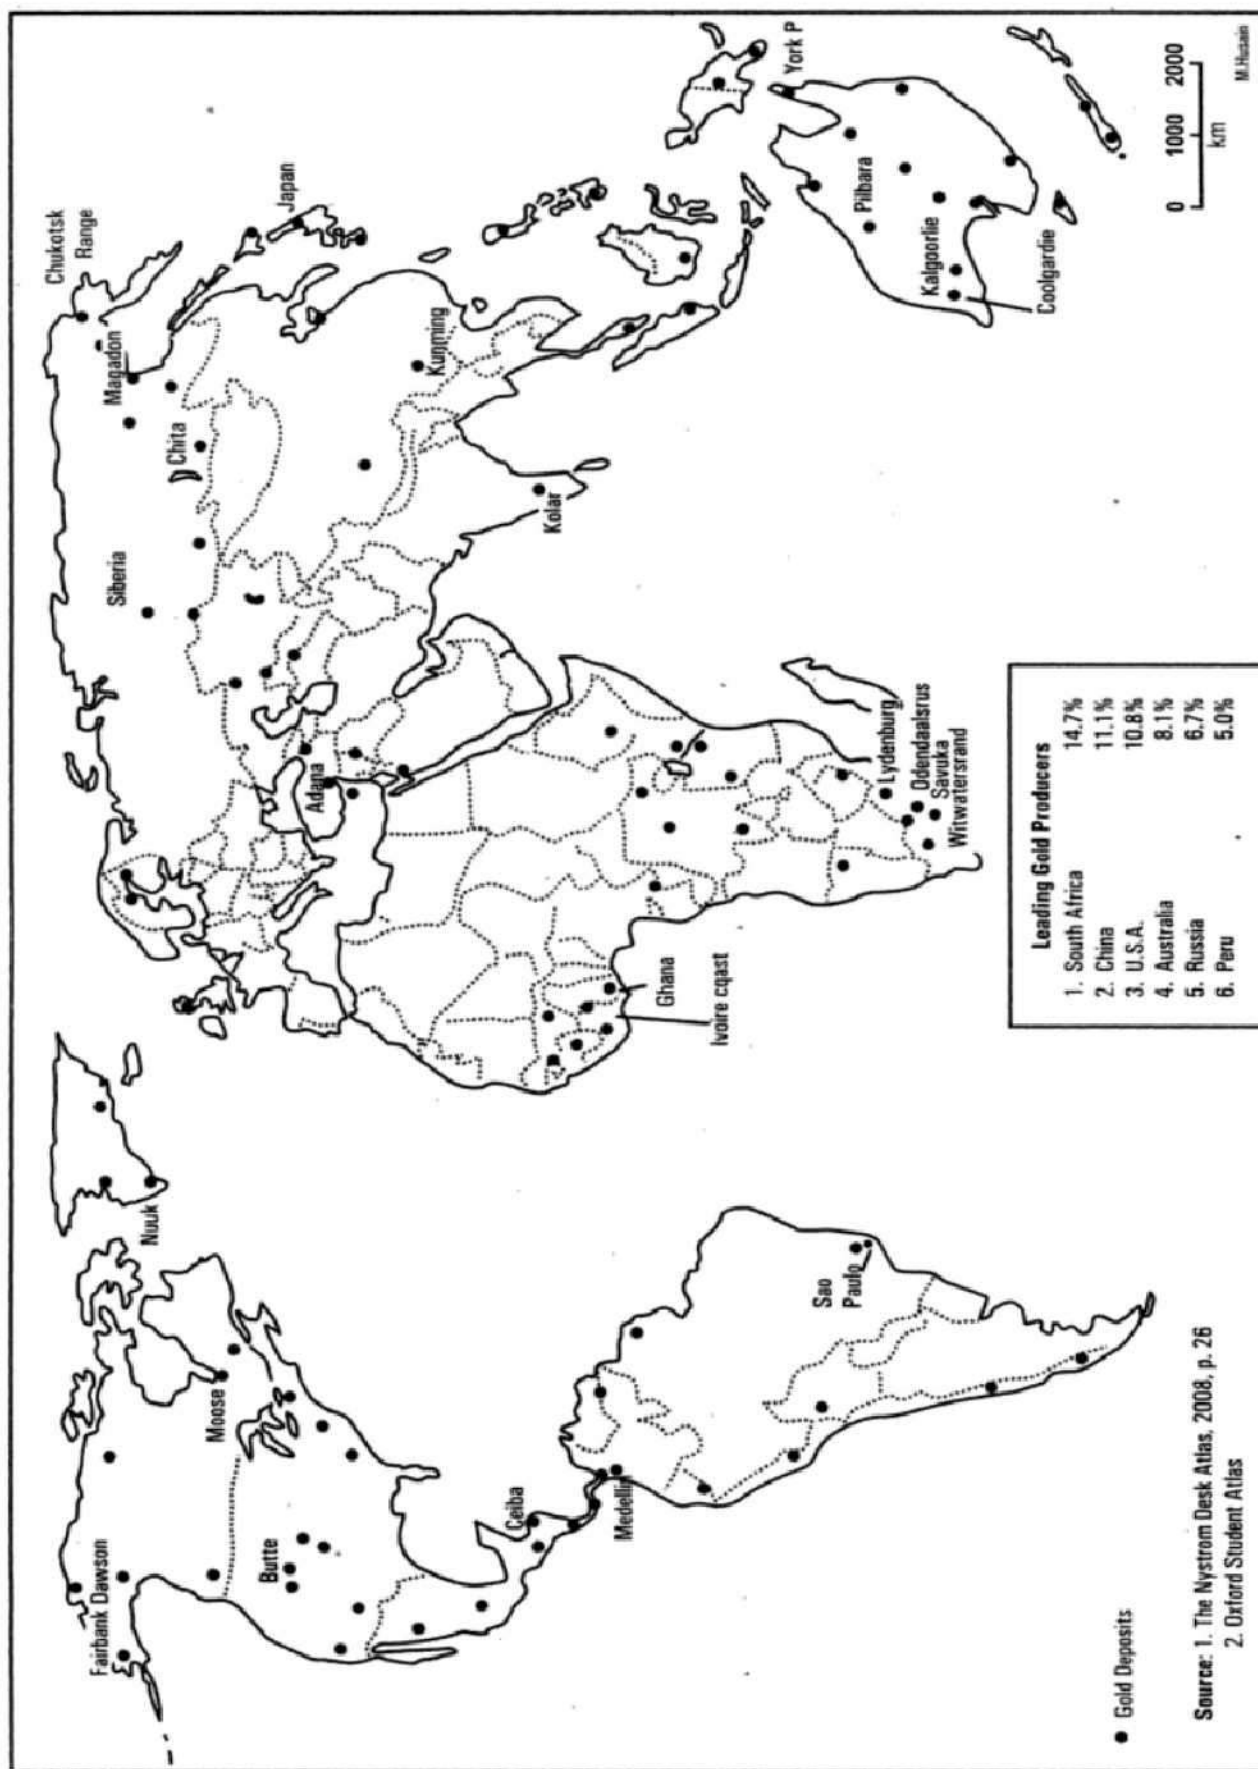 Chukotsk
Range
Magadon
Siberia
Chita
Japan
Fairbank Dawson
Nuuk
Moose
Adana
Butte
Kunming
Kolar
Ceiba
Medellin
Ghana
Ivoire cqast
York P
Pilbara
Kalgoorlie
Coolgardie
Sao
Paulo
Lydenburg
Odendaalsrus
Savuka
Witwatersrand
Leading Gold Producers
1. South Africa 14.7%
2. China 11.1%
3. U.S.A. 10.8%
4. Australia 8.1%
5. Russia 6.7%
6. Peru 5.0%
Gold Deposits
Source: 1. The Nystrom Desk Atlas, 2008, p. 26
2. Oxford Student Atlas
0 1000 2000
km
M.Husain